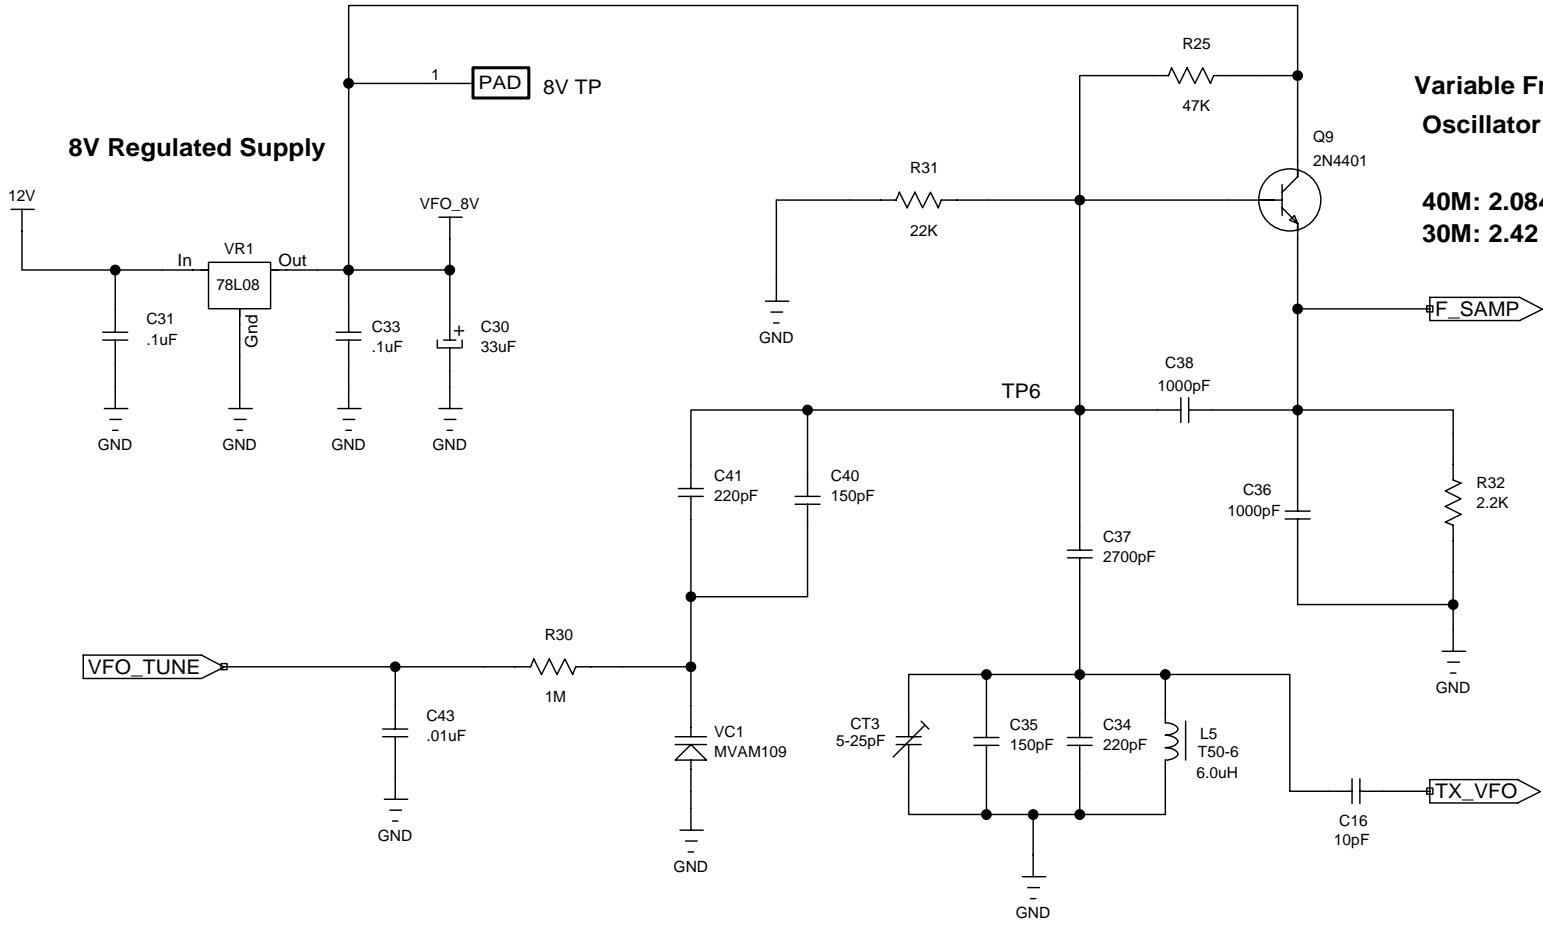 R25
47K
1
PAD
8V TP
Variable Fr
Oscillator
8V Regulated Supply
Q9
2N4401
R31
22K
12V
VFO_8V
40M: 2.084
30M: 2.42
In
VR1
Out
78L08
Gnd
C31
.1uF
C33
.1uF
+
C30
33uF
GND
F_SAMP
C38
1000pF
TP6
GND
GND
GND
GND
C41
220pF
C40
150pF
C36
1000pF
R32
2.2K
C37
2700pF
R30
1M
VFO_TUNE
GND
C43
.01uF
VC1
MVAM109
CT3
5-25pF
C35
150pF
C34
220pF
L5
T50-6
6.0uH
TX_VFO
C16
10pF
GND
GND
GND